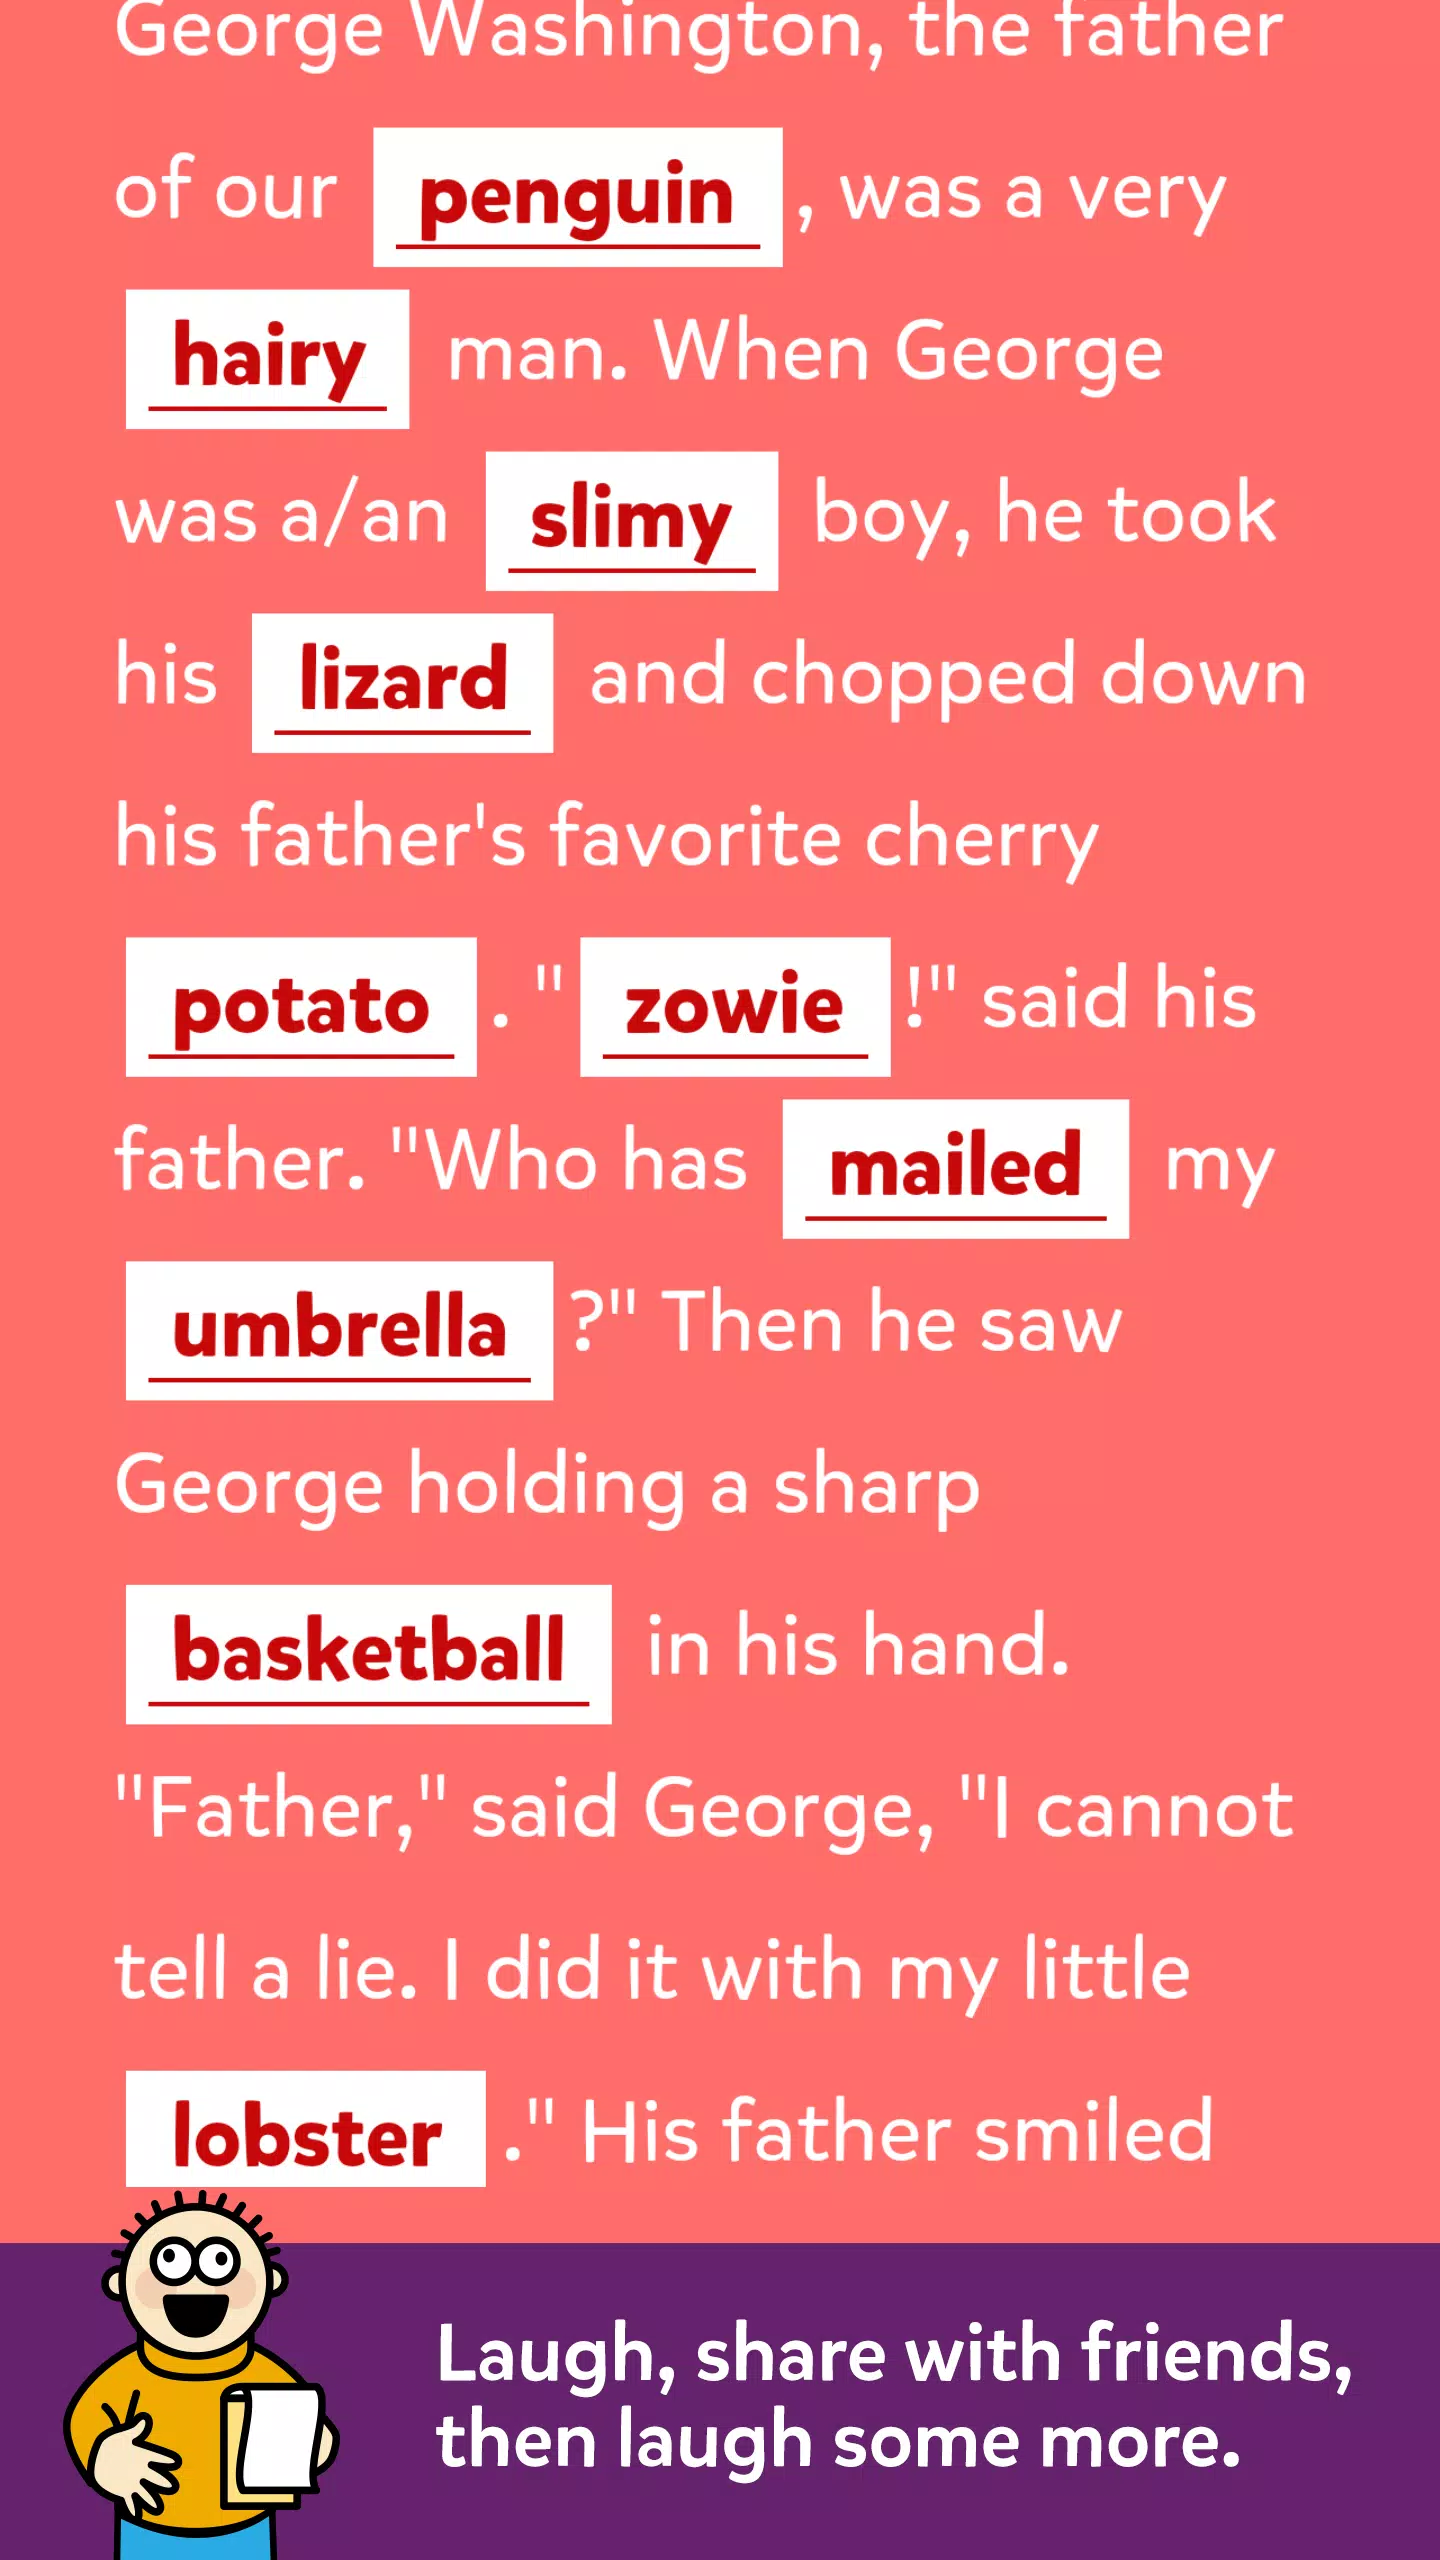 George Washington, the father
of our penguin, was a very
hairy man. When George
was a/an slimy boy, he took
his lizard and chopped down
his father's favorite cherry
potato. "zowie!" said his
father. "Who has mailed my
umbrella?" Then he saw
George holding a sharp
basketball in his hand.
"Father," said George, "I cannot
tell a lie. I did it with my little
lobster." His father smiled
Laugh, share with friends,
then laugh some more.